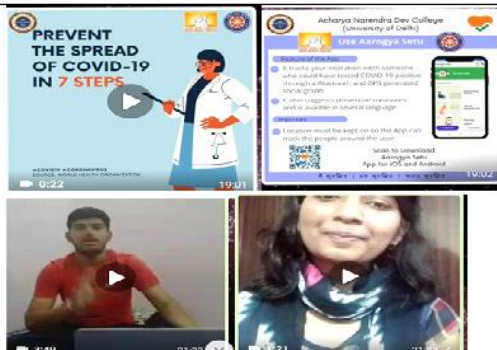 PREVENT
THE SPREAD
OF COVID-19
IN 7 STEPS
#COVID19 #CORONAVIRUS
SOURCE: WORLD HEALTH ORGANIZATION
0:22
19:01
Acharya Narendra Dev College
(University of Delhi)
Use Aarogya Setu
Feature of the App
It tracks your interaction with someone
who could have tested COVID-19 positive
through a Bluetooth and GPS generated
social graph
It also suggests preventive measures
and is available in several language
Location must be kept on so the App can
track the people around the user
Scan to Download
Aarogya Setu
App for iOS and Android
19:02